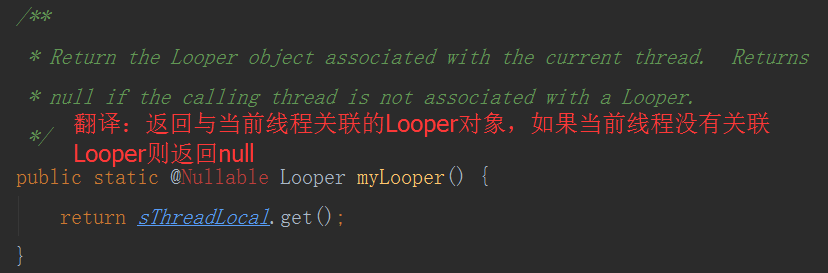 /**
* Return the Looper object associated with the current thread.  Returns
* null if the calling thread is not associated with a Looper.
*/
翻译：返回与当前线程关联的Looper对象，如果当前线程没有关联
Looper则返回null
public static @Nullable Looper myLooper() {
return sThreadLocal.get();
}